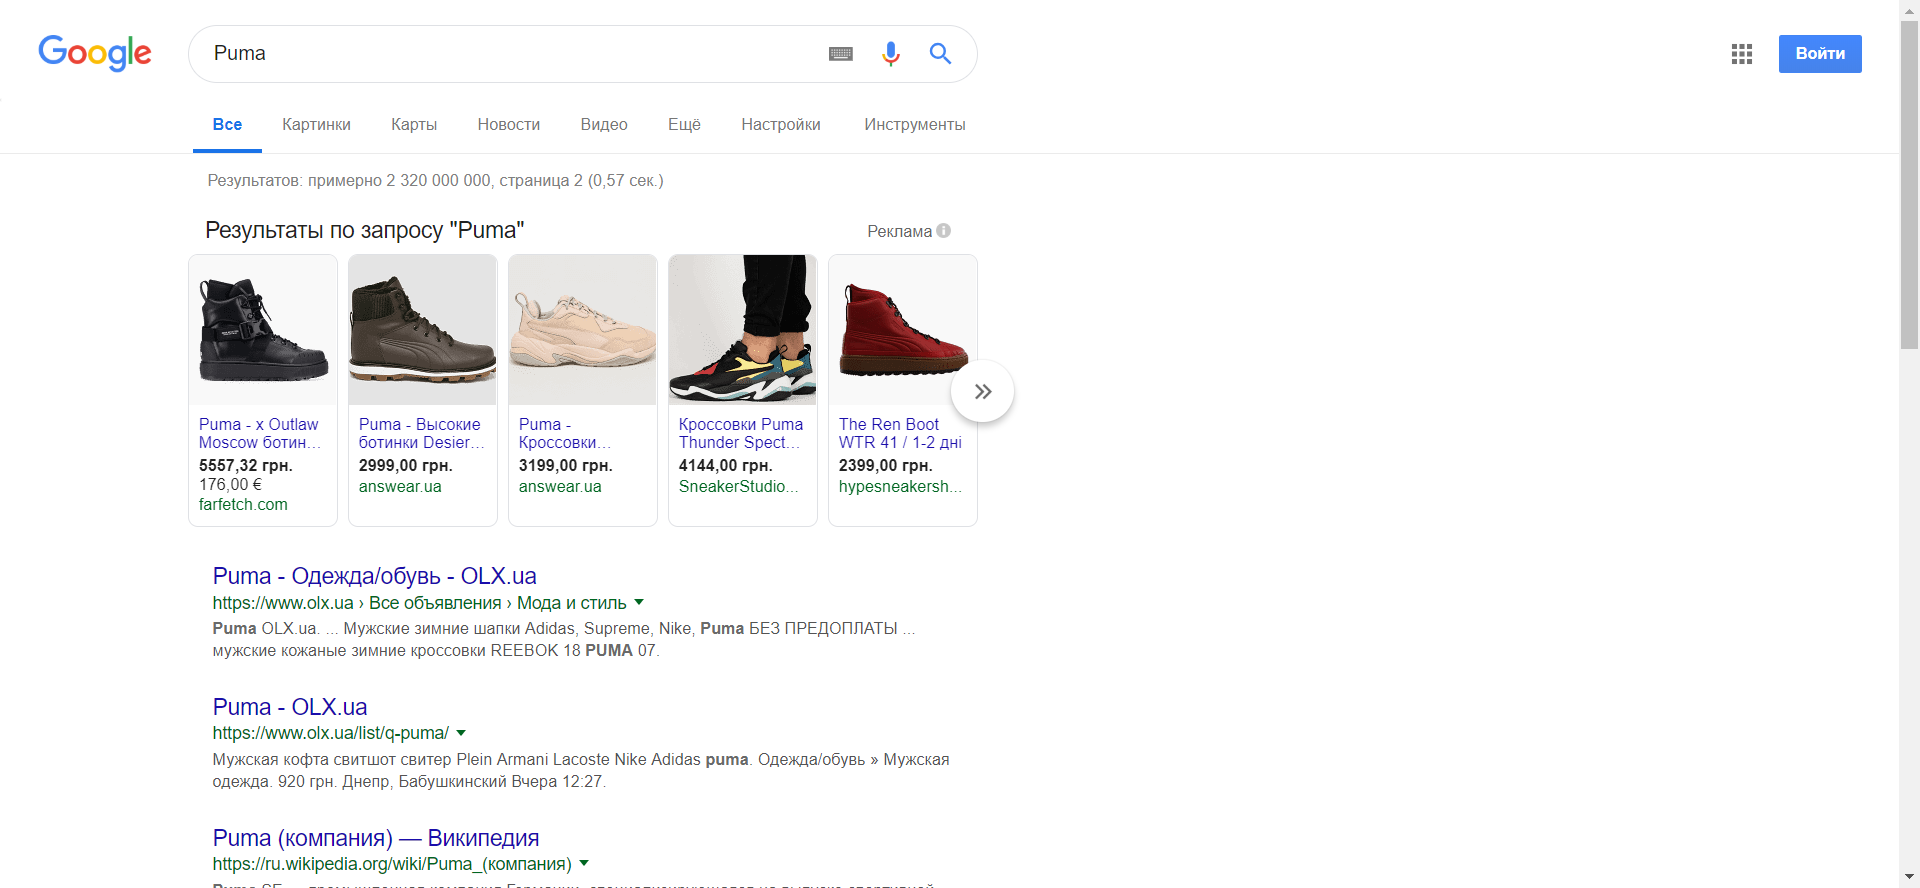 Google
Puma
Войти
Все Картинки Карты Новости Видео Ещё Настройки Инструменты
Результатов: примерно 2 320 000 000, страница 2 (0,57 сек.)
Результаты по запросу "Puma"
Реклама
Puma - x Outlaw
Moscow ботин...
5557,32 грн.
176,00 €
farfetch.com
Puma - Высокие
ботинки Desier...
2999,00 грн.
answear.ua
Puma -
Кроссовки...
3199,00 грн.
answear.ua
Кроссовки Puma
Thunder Spect...
4144,00 грн.
SneakerStudio...
The Ren Boot
WTR 41 / 1-2 дні
2399,00 грн.
hypesneakersh...
Puma - Одежда/обувь - OLX.ua
https://www.olx.ua › Все объявления › Мода и стиль
Puma OLX.ua. ... Мужские зимние шапки Adidas, Supreme, Nike, Puma БЕЗ ПРЕДОПЛАТЫ ...
мужские кожаные зимние кроссовки REEBOK 18 PUMA 07.
Puma - OLX.ua
https://www.olx.ua/list/q-puma/
Мужская кофта свитшот свитер Plein Armani Lacoste Nike Adidas puma. Одежда/обувь » Мужская
одежда. 920 грн. Днепр, Бабушкинский Вчера 12:27.
Puma (компания) — Википедия
https://ru.wikipedia.org/wiki/Puma_(компания)